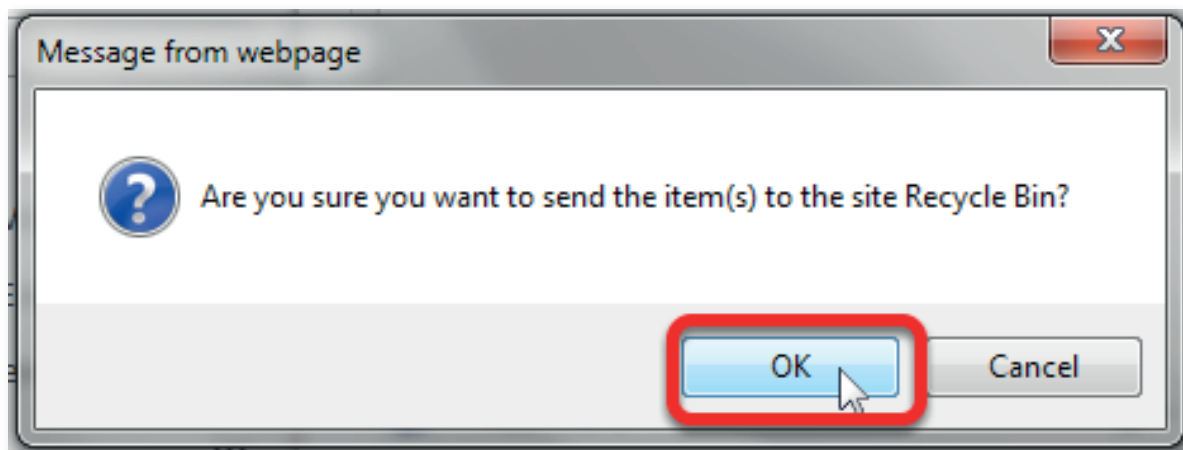 Message from webpage
Are you sure you want to send the item(s) to the site Recycle Bin?
OK
Cancel